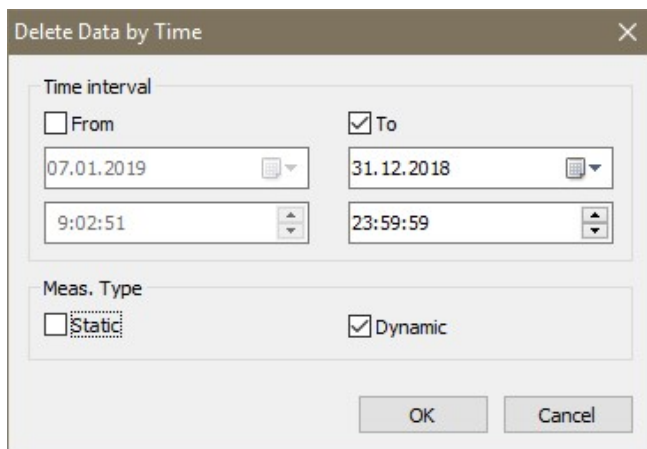 Delete Data by Time
Time interval
From
To
07.01.2019
31.12.2018
9:02:51
23:59:59
Meas. Type
Static
Dynamic
OK
Cancel